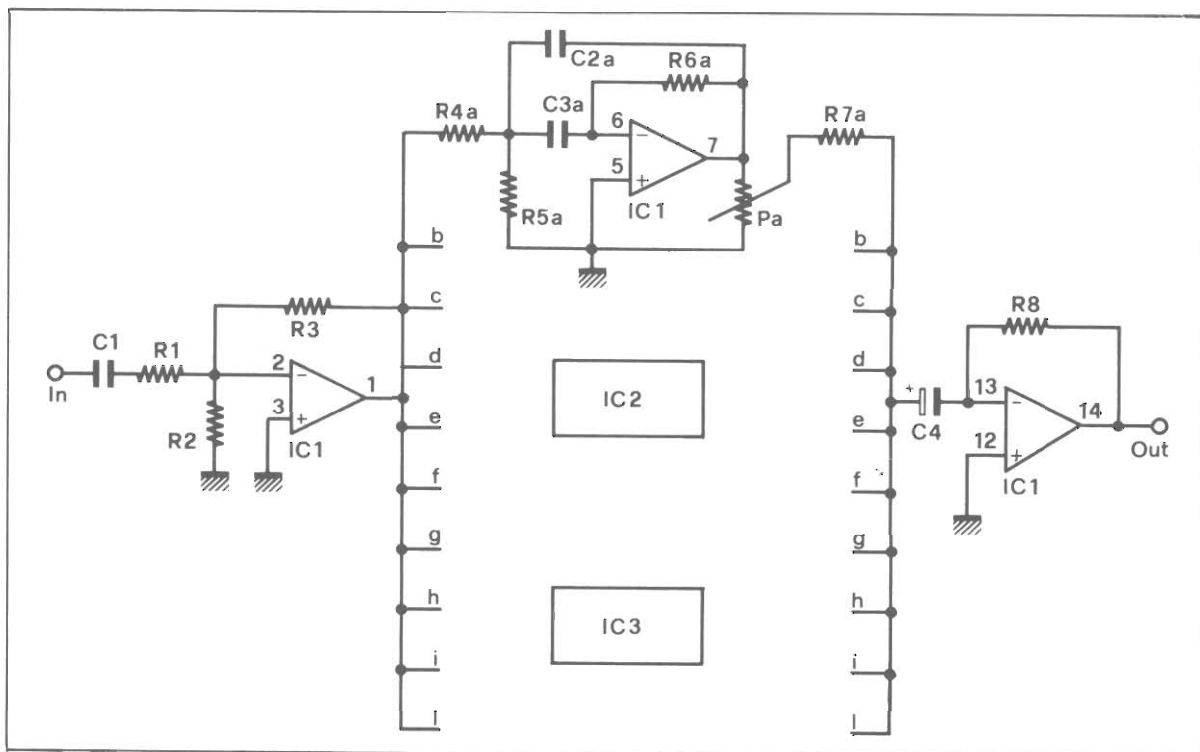 C2a
R6a
R4a
C3a
R7a
6
−
7
5
+
R5a
IC1
Pa
b
b
c
c
R3
R8
C1
R1
d
d
2
−
1
+
13
−
14
In
3
+
IC2
C4
R2
IC1
e
e
12
+
Out
f
f
IC1
g
g
h
h
IC3
i
i
l
l